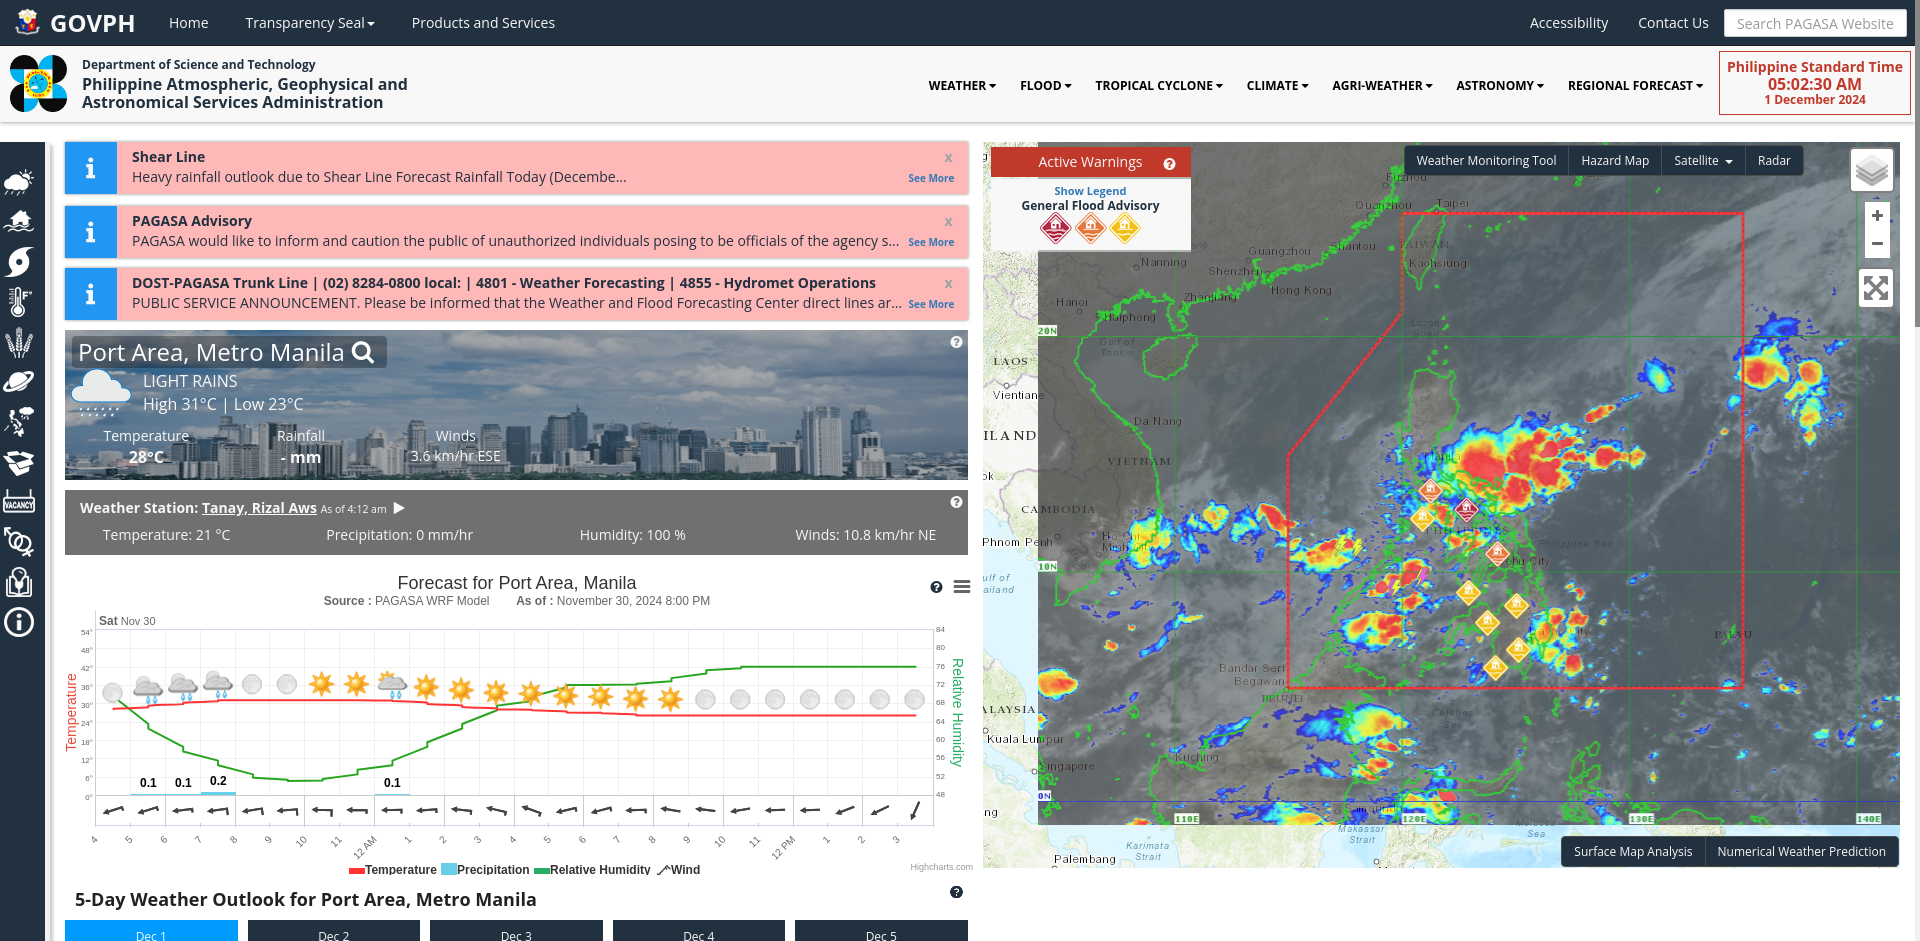 GOVPH
Home
Transparency Seal
Products and Services
Accessibility
Contact Us
Search PAGASA Website
Department of Science and Technology
Philippine Atmospheric, Geophysical and
Astronomical Services Administration
WEATHER
FLOOD
TROPICAL CYCLONE
CLIMATE
AGRI-WEATHER
ASTRONOMY
REGIONAL FORECAST
Philippine Standard Time
05:02:30 AM
1 December 2024
Shear Line
x
Heavy rainfall outlook due to Shear Line Forecast Rainfall Today (Decembe...
See More
PAGASA Advisory
x
PAGASA would like to inform and caution the public of unauthorized individuals posing to be officials of the agency s...
See More
DOST-PAGASA Trunk Line | (02) 8284-0800 local: | 4801 - Weather Forecasting | 4855 - Hydromet Operations
x
PUBLIC SERVICE ANNOUNCEMENT. Please be informed that the Weather and Flood Forecasting Center direct lines ar...
See More
VACANCY
Port Area, Metro Manila
LIGHT RAINS
High 31°C | Low 23°C
Temperature
28°C
Rainfall
- mm
Winds
3.6 km/hr ESE
Weather Station: Tanay, Rizal Aws As of 4:12 am
Temperature: 21 °C
Precipitation: 0 mm/hr
Humidity: 100 %
Winds: 10.8 km/hr NE
Forecast for Port Area, Manila
Source : PAGASA WRF Model As of : November 30, 2024 8:00 PM
Sat Nov 30
Temperature
54°
48°
42°
36°
30°
24°
18°
12°
6°
0°
84
80
76
72
68
64
60
56
52
48
Relative Humidity
0.1
0.1
0.2
0.1
4
5
6
7
8
9
10
11
12 AM
1
2
3
4
5
6
7
8
9
10
11
12 PM
1
2
3
Temperature
Precipitation
Relative Humidity
Wind
Highcharts.com
5-Day Weather Outlook for Port Area, Metro Manila
Dec 1
Dec 2
Dec 3
Dec 4
Dec 5
Active Warnings
Show Legend
General Flood Advisory
Weather Monitoring Tool
Hazard Map
Satellite
Radar
+
−
Fuzhou
Quanzhou
Taipei
Guangzhou
Shantou
TAIWAN
Nanning
Shenzhen
Kaohsiung
Hanoi
Zhanjiang
Hong Kong
Haiphong
Luzon
Strait
20N
Gulf of
Tonkin
LAOS
Vientiane
Da Nang
ILAND
VIETNAM
Manila
ok
CAMBODIA
PHILIPPINES
Phnom Penh
Ho Chi
Minh City
Philippine Sea
Cebu City
10N
ulf of
ailand
Davao City
PALAU
Bandar Seri
Begawan
BRUNEI
ALAYSIA
Celebes
Sea
Kuala Lumpur
Kuching
Singapore
0N
ng
Samarinda
110E
120E
130E
140E
Makassar
Strait
Molucca
Sea
Karimata
Strait
Palembang
Surface Map Analysis
Numerical Weather Prediction